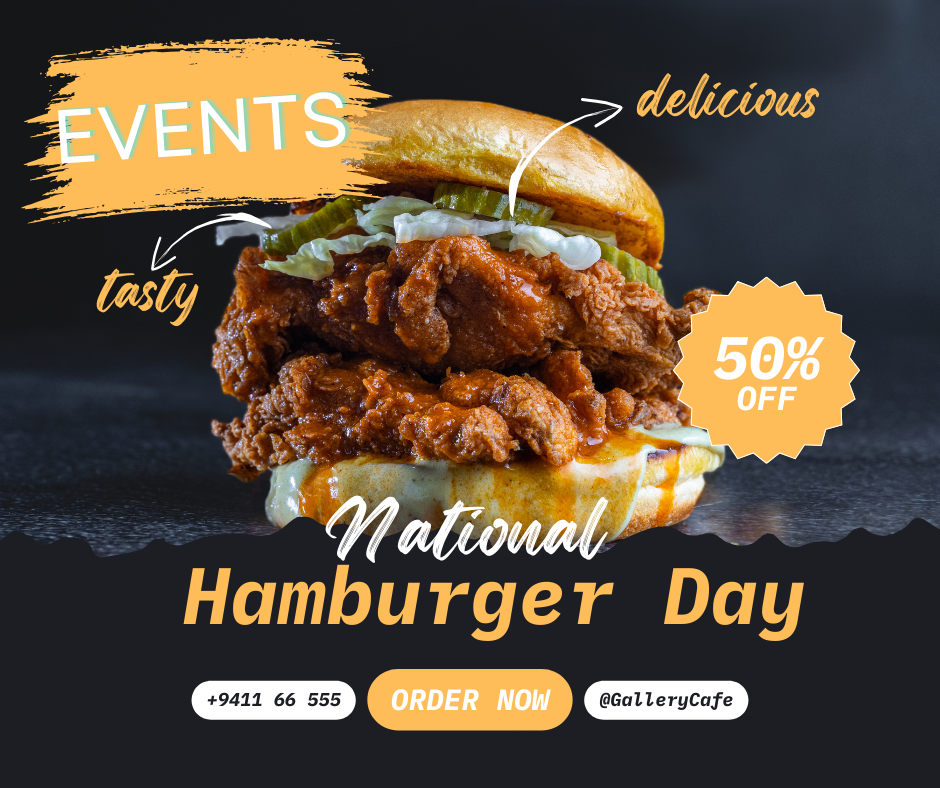 EVENTS
delicious
tasty
50%
OFF
National
Hamburger Day
+9411 66 555
ORDER NOW
@GalleryCafe